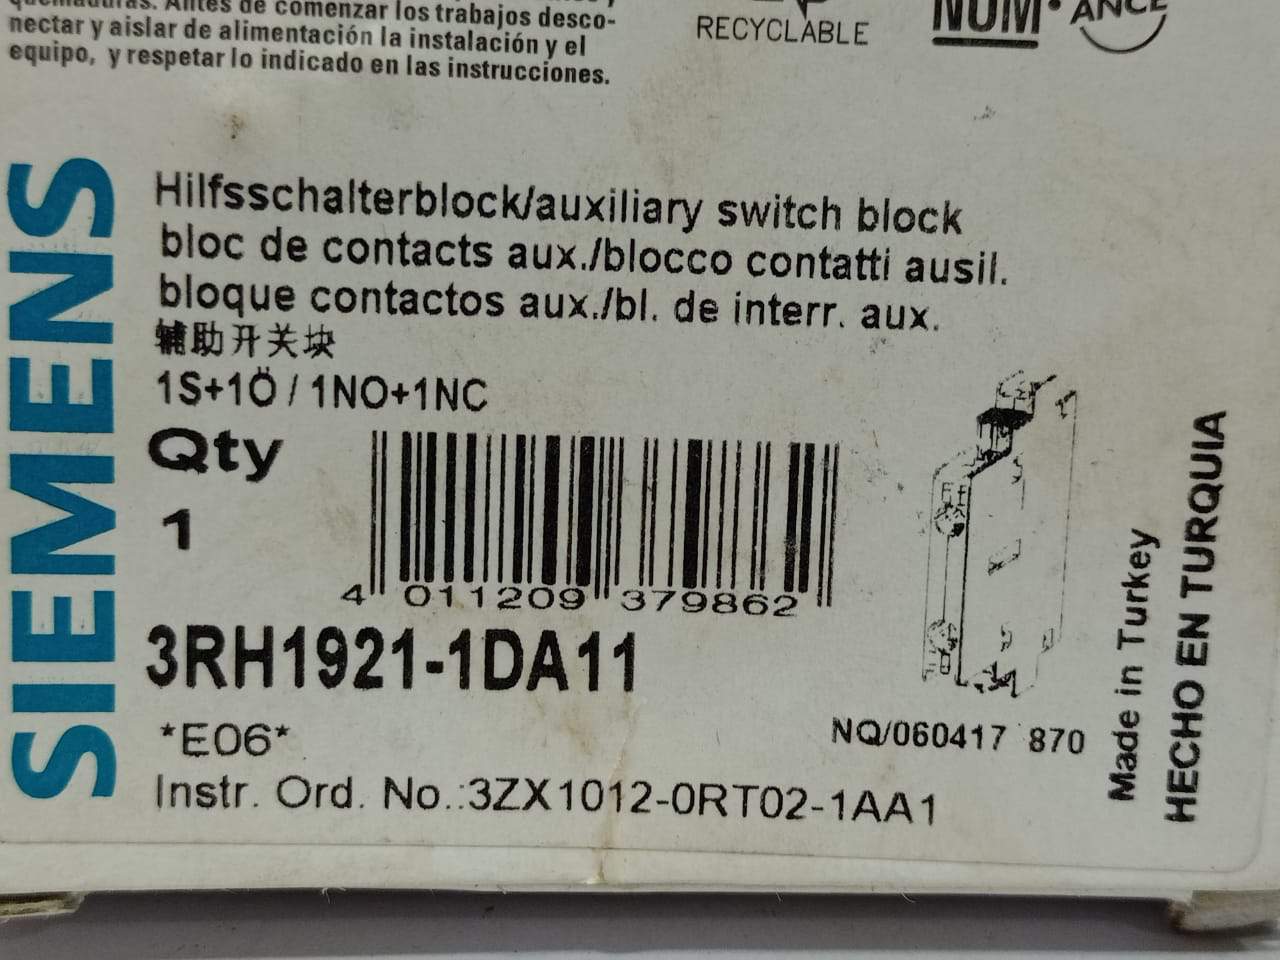 Antes de comenzar los trabajos desco-
nectar y aislar de alimentación la instalación y el
equipo, y respetar lo indicado en las instrucciones.
RECYCLABLE
NOM ANCE
SIEMENS
Hilfsschalterblock/auxiliary switch block
bloc de contacts aux./blocco contatti ausil.
bloque contactos aux./bl. de interr. aux.
辅助开关块
1S+1Ö / 1NO+1NC
Qty
1
4 011209 379862
3RH1921-1DA11
*E06*
NQ/060417 870
Instr. Ord. No.:3ZX1012-0RT02-1AA1
Made in Turkey
HECHO EN TURQUIA